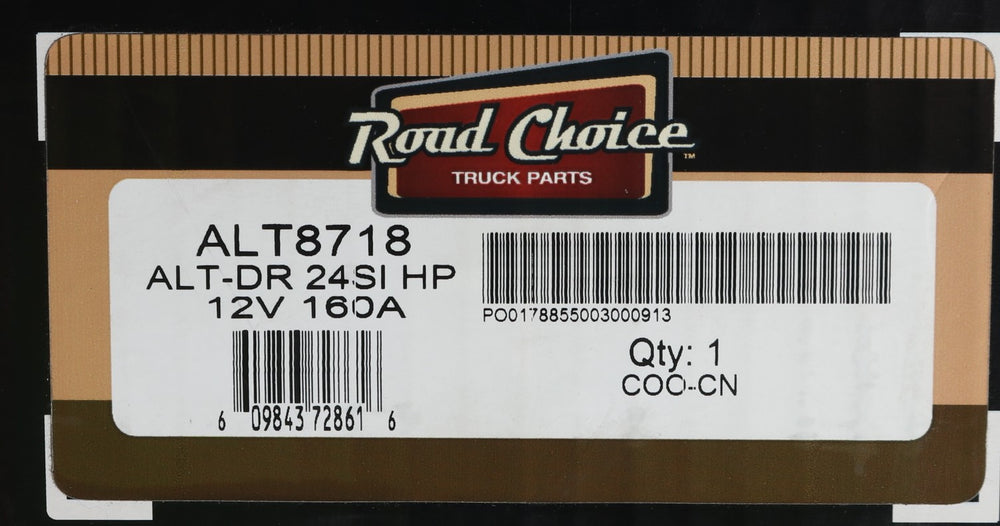 Road Choice™
TRUCK PARTS
ALT8718
ALT-DR 24SI HP
12V 160A
6 09843 72861 6
PO0178855003000913
Qty: 1
COO-CN